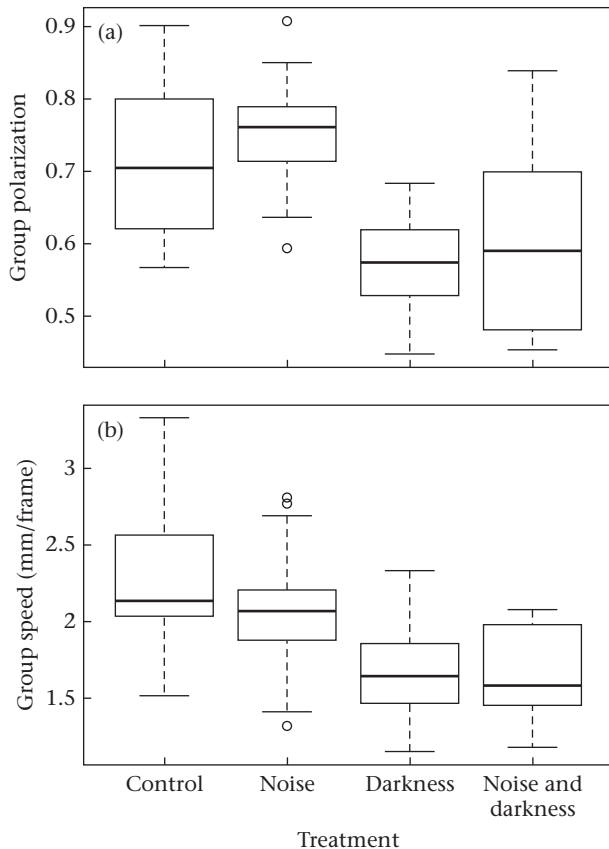 (a)
Group polarization
0.9
0.8
0.7
0.6
0.5
(b)
Group speed (mm/frame)
3
2.5
2
1.5
Control
Noise
Darkness
Noise and
darkness
Treatment